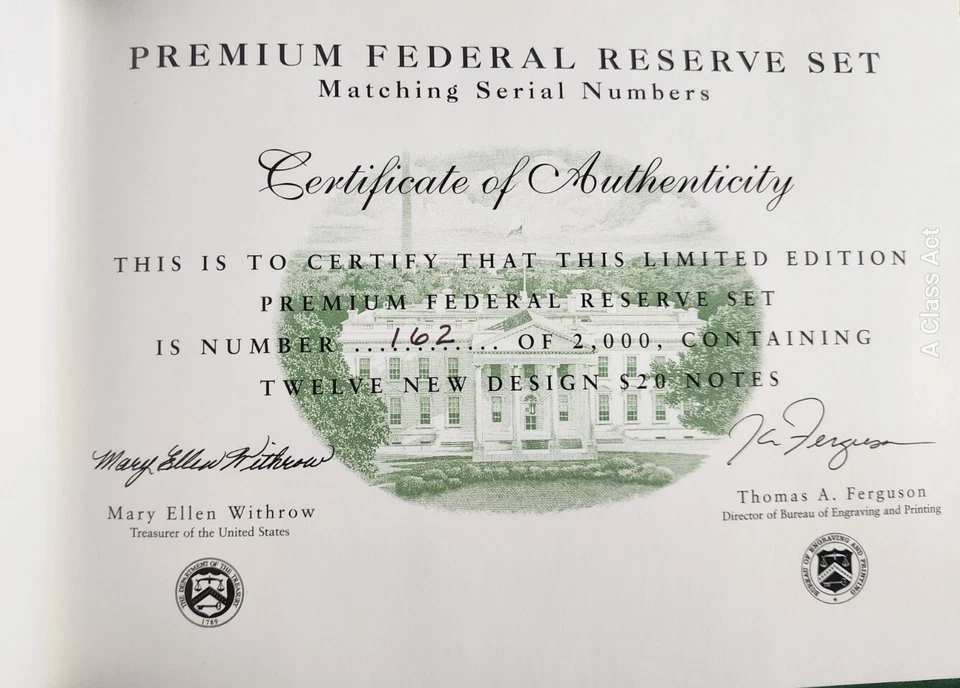 PREMIUM FEDERAL RESERVE SET
Matching Serial Numbers
Certificate of Authenticity
THIS IS TO CERTIFY THAT THIS LIMITED EDITION
PREMIUM FEDERAL RESERVE SET
IS NUMBER ....162....... OF 2,000, CONTAINING
TWELVE NEW DESIGN $20 NOTES
Mary Ellen Withrow
Mary Ellen Withrow
Treasurer of the United States
THE DEPARTMENT OF THE TREASURY
1789
Thomas A. Ferguson
Director of Bureau of Engraving and Printing
BUREAU OF ENGRAVING AND PRINTING
A Class Act